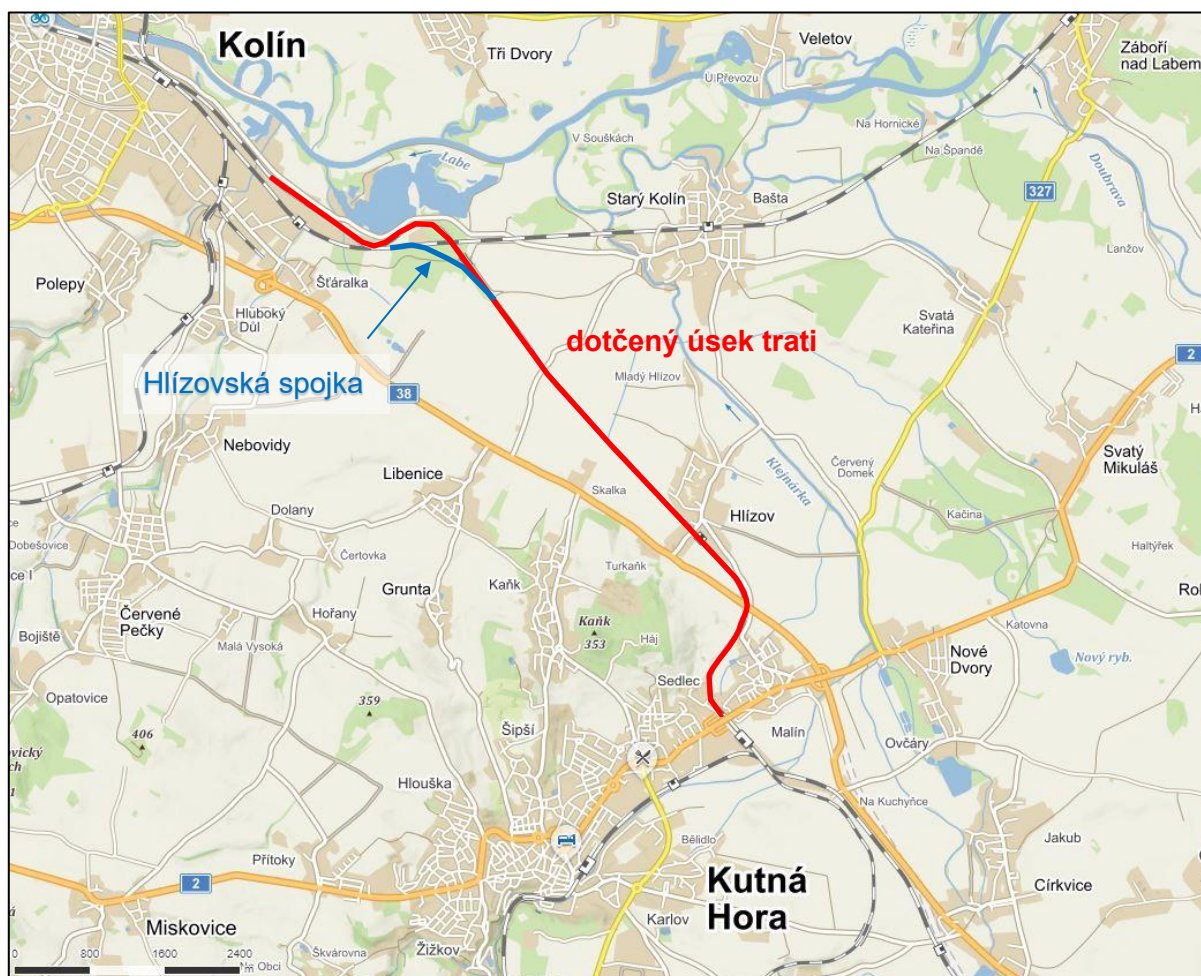 Kolín
Tři Dvory
Veletov
U Převozu
Záboří
nad Labem
V Souškách
Na Hornické
Na Špandě
Labe
Doubrava
Starý Kolín
Bašta
327
Lanžov
Polepy
Šťáralka
Hluboký
Důl
Svatá
Kateřina
dotčený úsek trati
2
Mladý Hlízov
Hlízovská spojka
38
Nebovidy
Klejnárka
Červený
Domek
Svatý
Mikuláš
Libenice
Skalka
Dolany
Hlízov
Kačina
Dobešovice
Čertovka
Haltýřek
Turkaňk
Kaňk
Grunta
Červené
Pečky
Hořany
Kaňk
353
Háj
Katovna
Bojiště
Malá Vysoká
Nové
Dvory
Nový ryb.
Sedlec
Opatovice
359
406
Šipší
Malín
Ovčáry
Hlouška
Na Kuchyňce
Přítoky
Bělidlo
Jakub
2
Kutná
Hora
Církvice
Miskovice
Karlov
0 800 1600 2400
m
Na Obci
Škvárovna
Žižkov